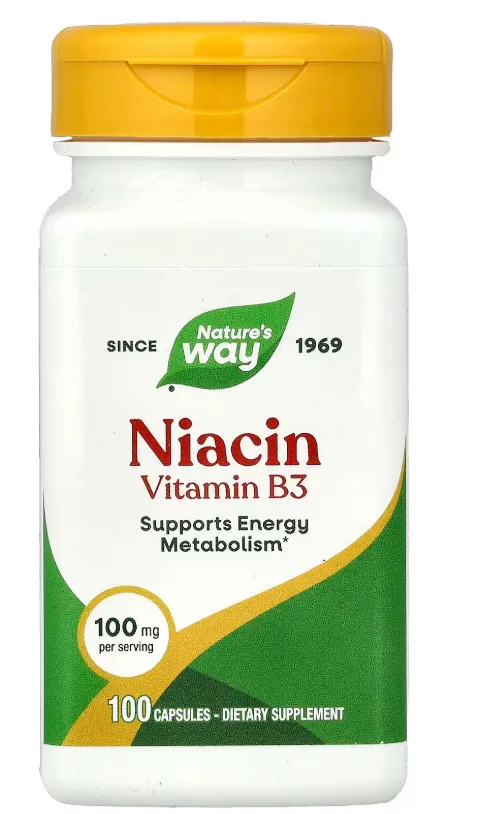 Nature's
way
®
SINCE 1969
Niacin
Vitamin B3
Supports Energy
Metabolism*
100 mg
per serving
100 CAPSULES - DIETARY SUPPLEMENT